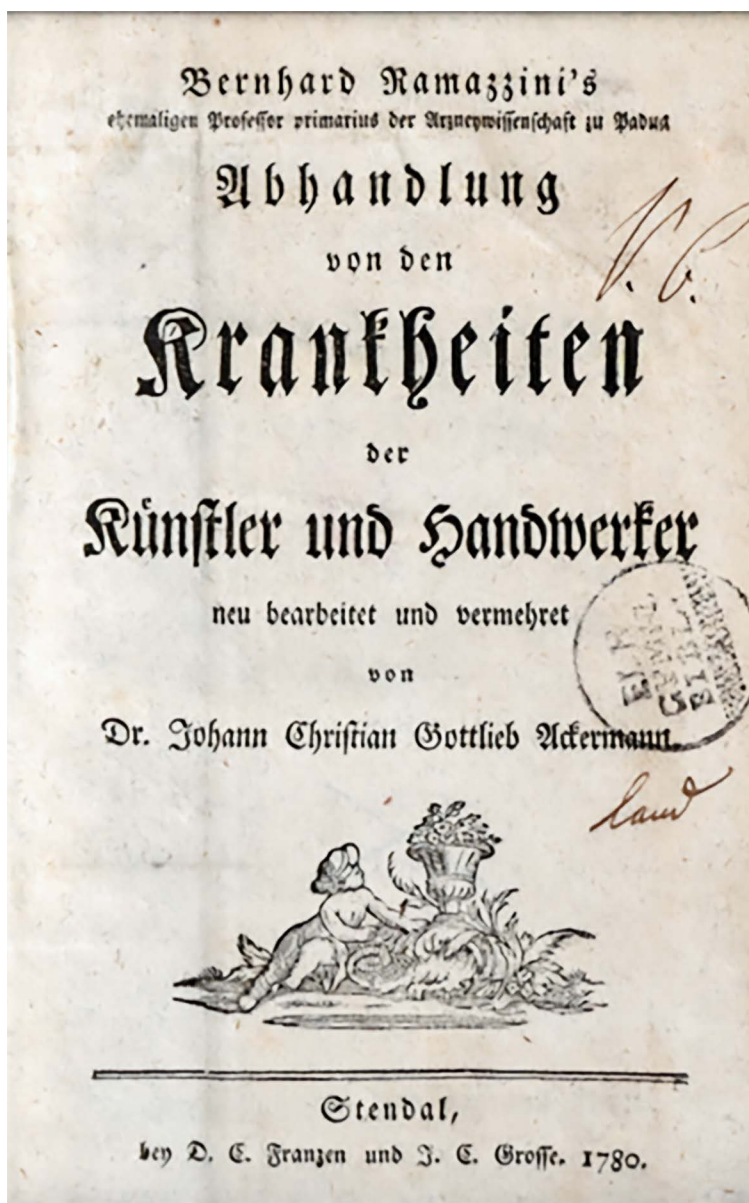 Bernhard Ramazzini's
ehemaligen Professor primarius der Arzneywissenschaft zu Padua
Abhandlung
von den
Krankheiten
der
Künstler und Handwerker
neu bearbeitet und vermehret
von
Dr. Johann Christian Gottlieb Ackermann.
Stendal,
bey D. C. Franzen und J. C. Grosse. 1780.